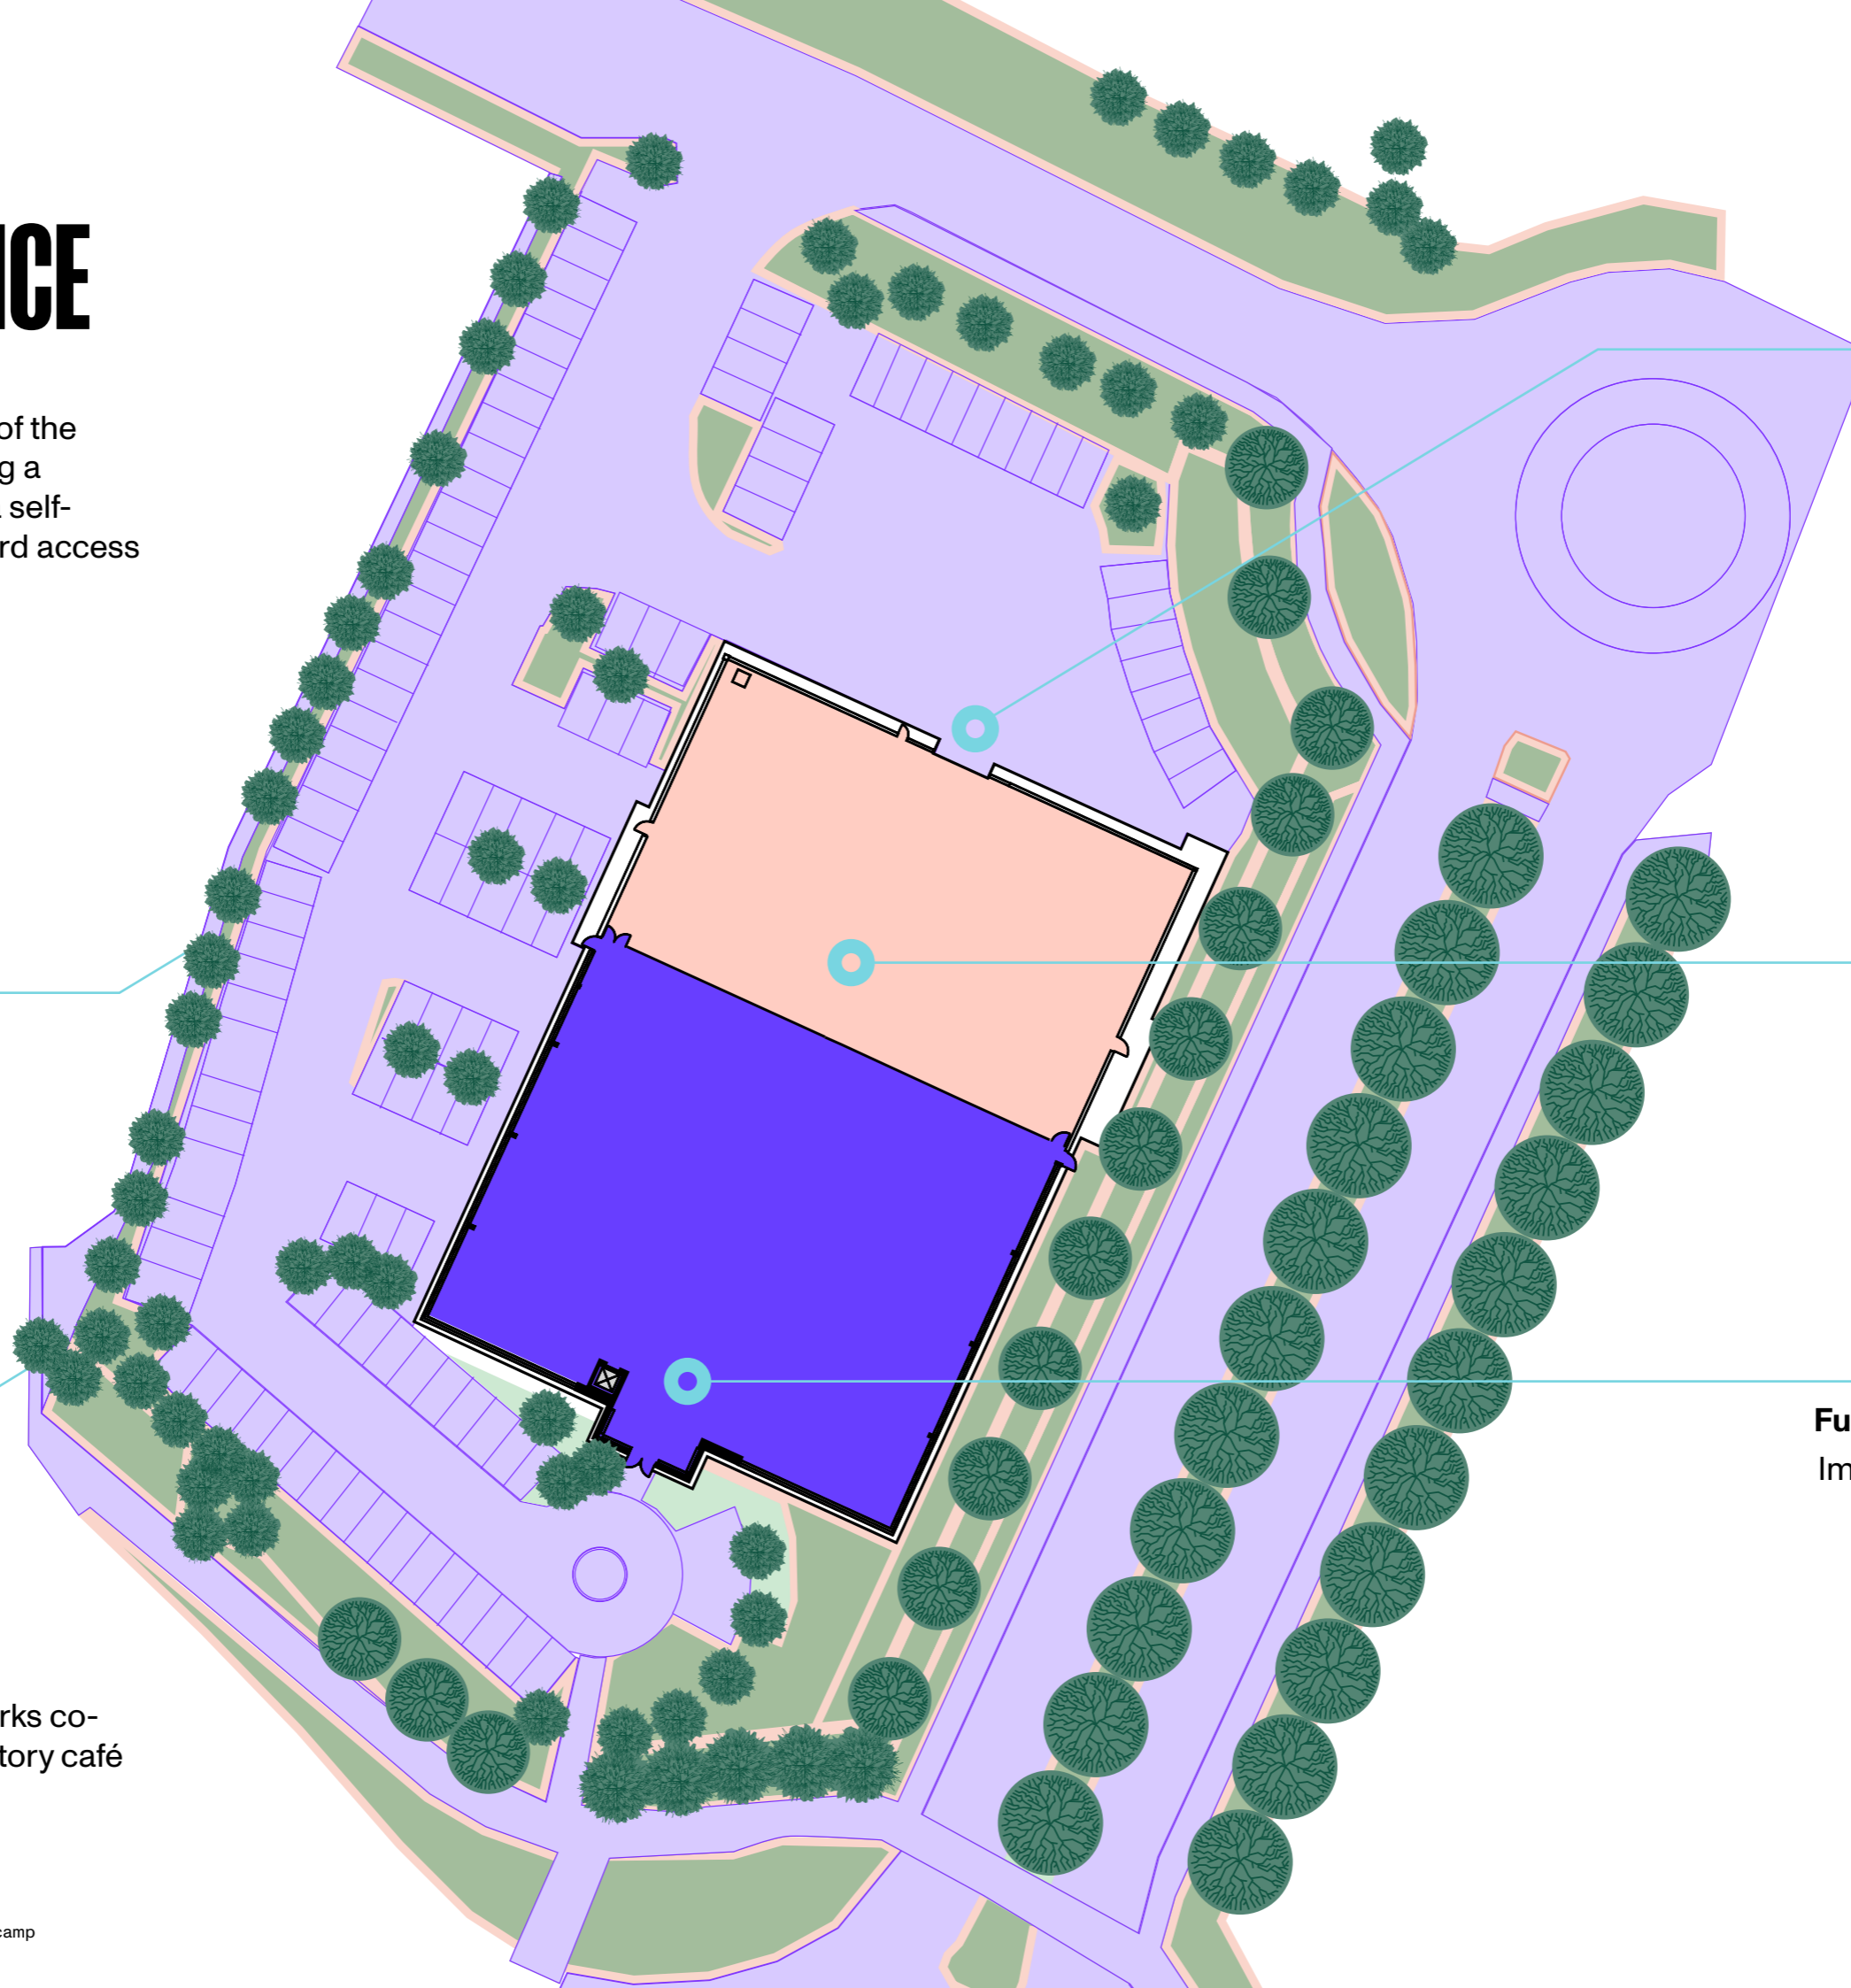 ICE
of the
g a
self-
rd access
Fu
Im
rks co-
tory café
camp